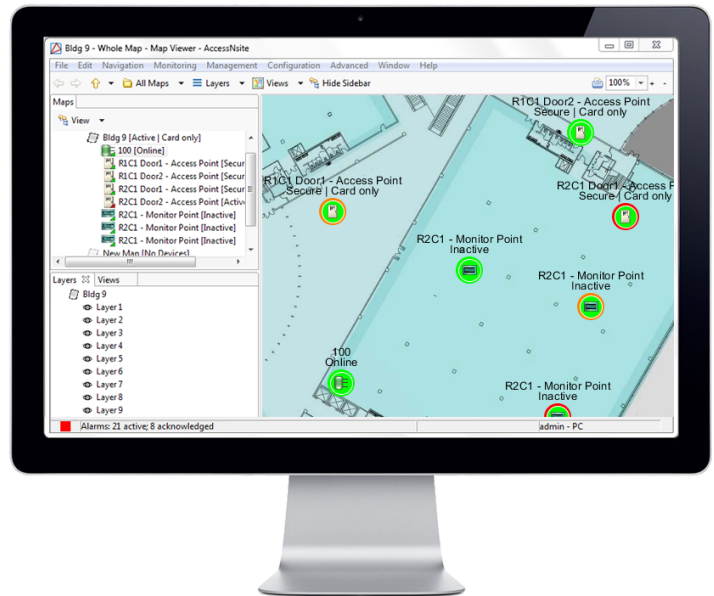 Bldg 9 - Whole Map - Map Viewer - AccessNsite
File Edit Navigation Monitoring Management Configuration Advanced Window Help
All Maps Layers Views Hide Sidebar 100%
Maps
View
Bldg 9 [Active | Card only]
100 [Online]
R1C1 Door1 - Access Point [Secur
R1C1 Door2 - Access Point [Secur
R2C1 Door1 - Access Point [Secur
R2C1 Door2 - Access Point [Activ
R2C1 - Monitor Point [Inactive]
R2C1 - Monitor Point [Inactive]
R2C1 - Monitor Point [Inactive]
New Map [No Devices]
Layers Views
Bldg 9
Layer 1
Layer 2
Layer 3
Layer 4
Layer 5
Layer 6
Layer 7
Layer 8
Layer 9
R1C1 Door2 - Access Point
Secure | Card only
R1C1 Door1 - Access Point
Secure | Card only
R2C1 Door1 - Access P
Secure | Card only
R2C1 - Monitor Point
Inactive
R2C1 - Monitor Point
Inactive
100
Online
R2C1 - Monitor Point
Inactive
Alarms: 21 active; 8 acknowledged
admin - PC